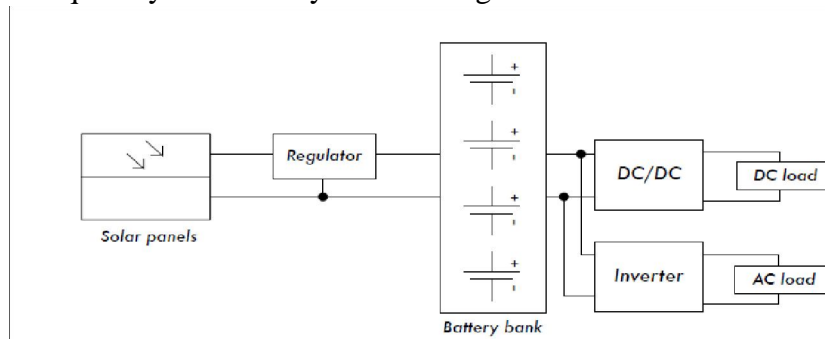 Regulator
Solar panels
Battery bank
DC/DC
DC load
Inverter
AC load